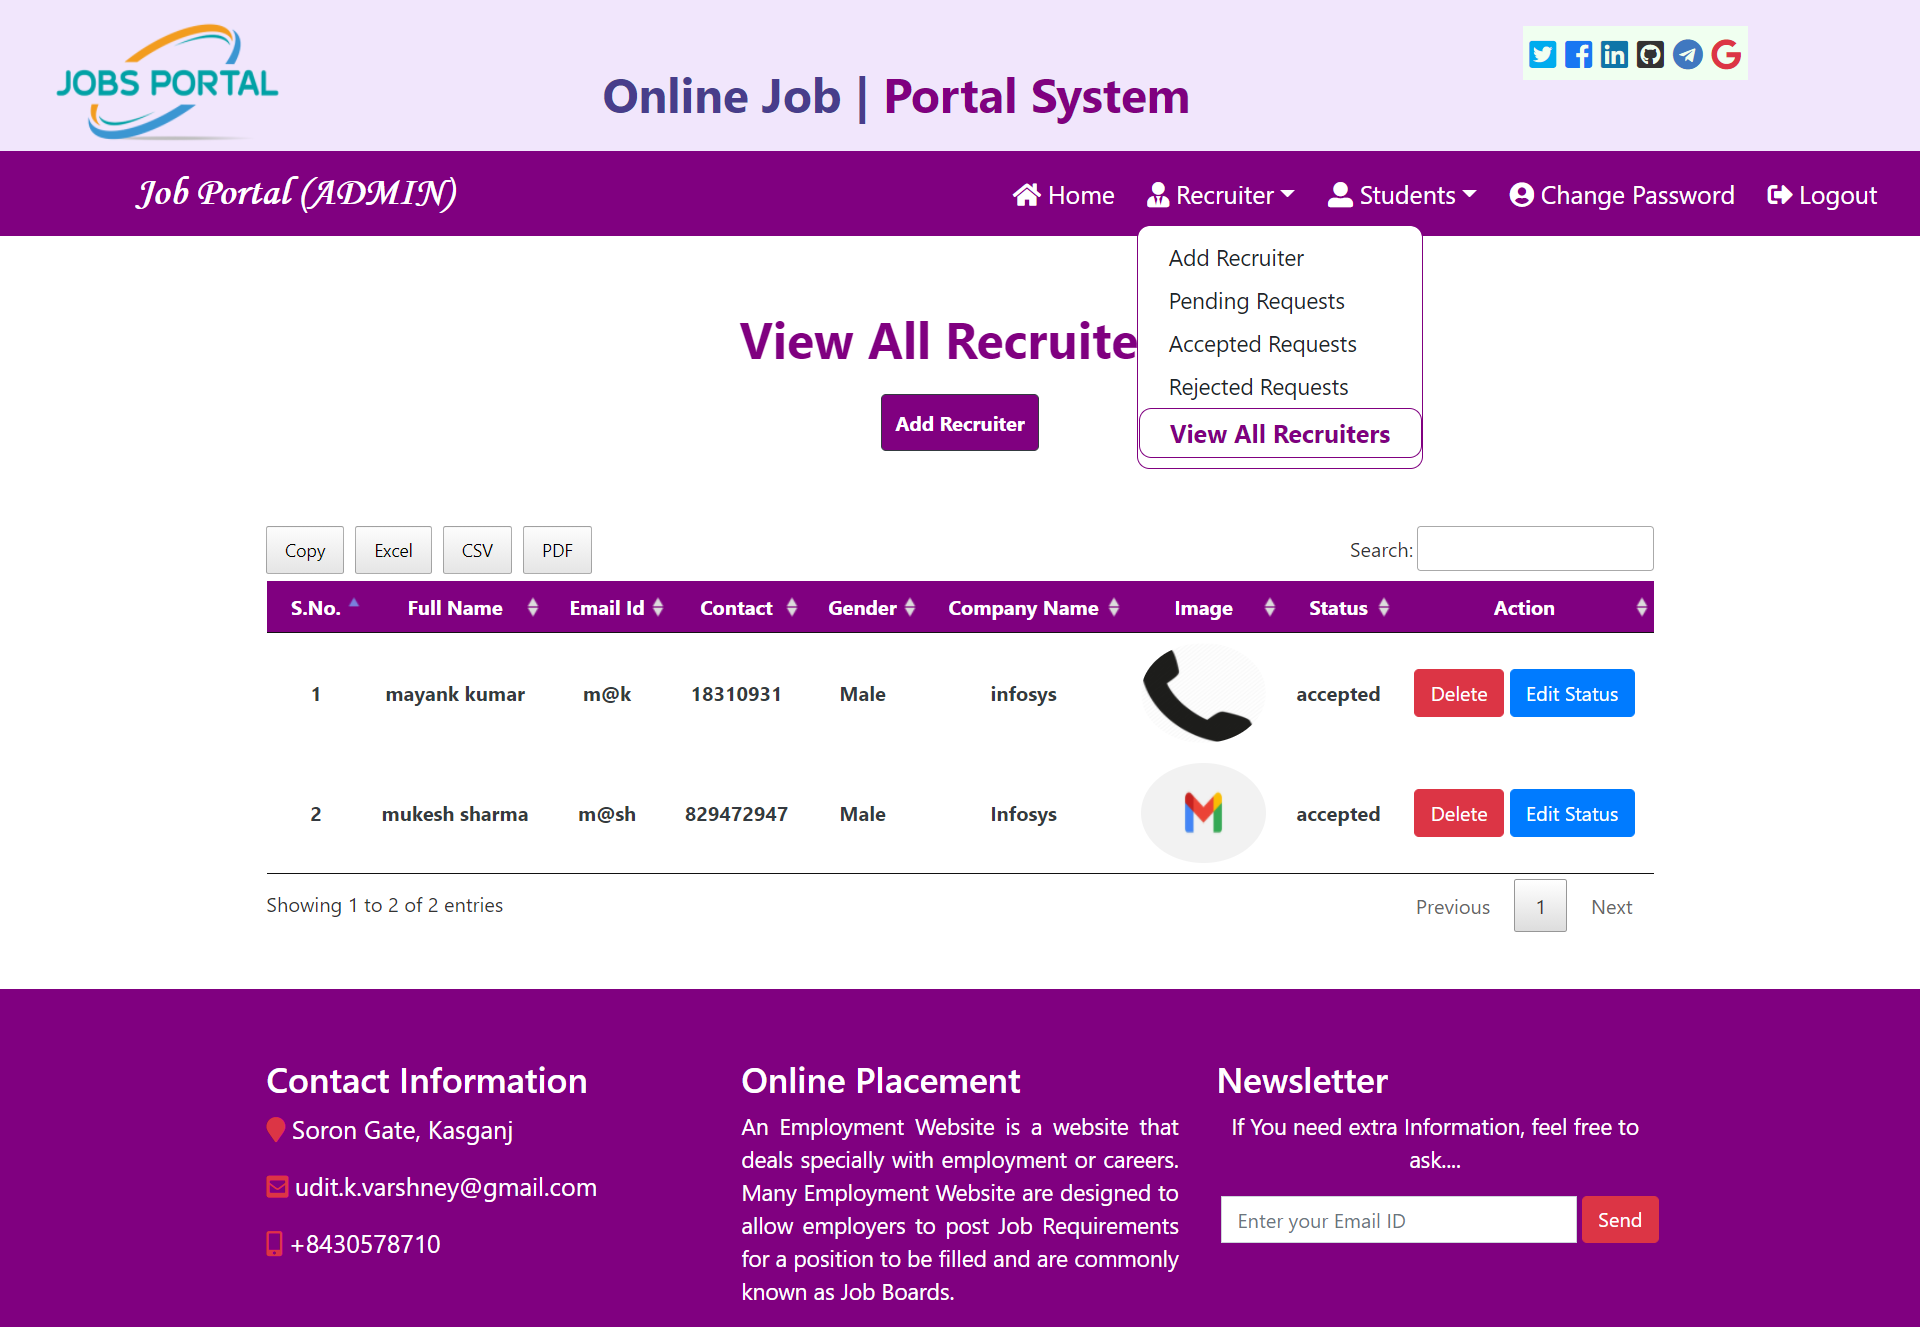 JOBS PORTAL
Online Job | Portal System
Job Portal (ADMIN)
Home Recruiter Students Change Password Logout
Add Recruiter
Pending Requests
Accepted Requests
Rejected Requests
View All Recruiters
View All Recruite
Add Recruiter
Copy Excel CSV PDF Search:
S.No. Full Name Email Id Contact Gender Company Name Image Status Action
1 mayank kumar m@k 18310931 Male infosys accepted Delete Edit Status
2 mukesh sharma m@sh 829472947 Male Infosys accepted Delete Edit Status
Showing 1 to 2 of 2 entries Previous 1 Next
Contact Information
Soron Gate, Kasganj
udit.k.varshney@gmail.com
+8430578710
Online Placement
An Employment Website is a website that
deals specially with employment or careers.
Many Employment Website are designed to
allow employers to post Job Requirements
for a position to be filled and are commonly
known as Job Boards.
Newsletter
If You need extra Information, feel free to
ask....
Enter your Email ID Send